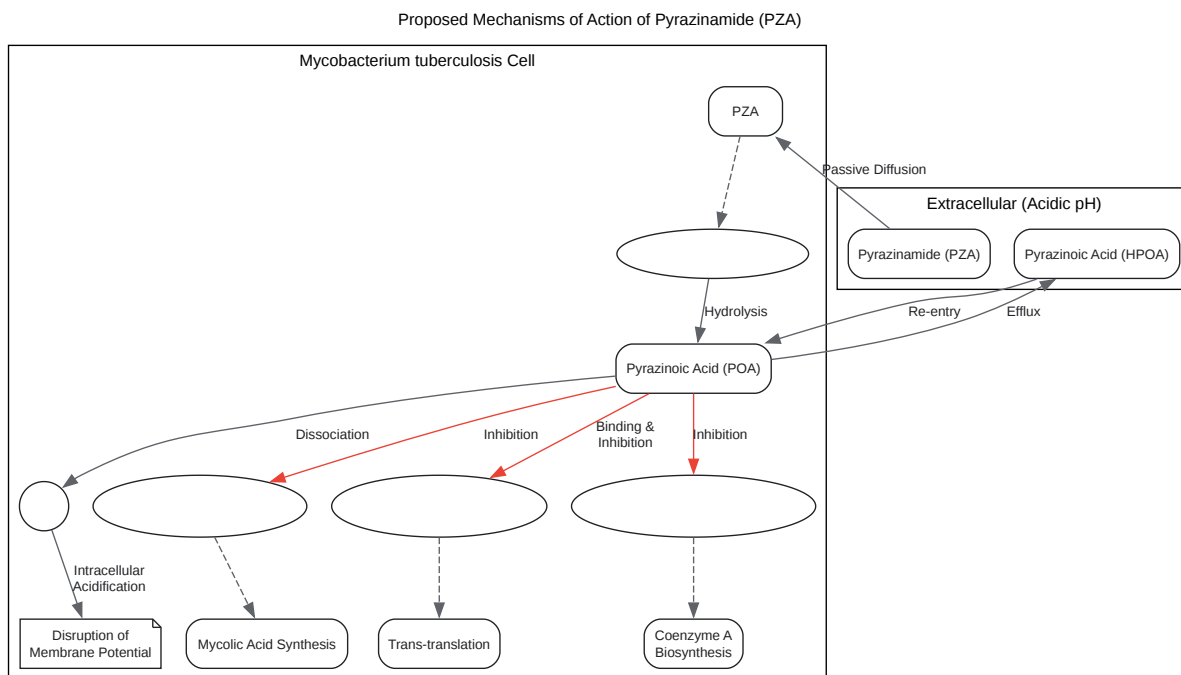 Proposed Mechanisms of Action of Pyrazinamide (PZA)
Mycobacterium tuberculosis Cell
PZA
Passive Diffusion
Extracellular (Acidic pH)
Pyrazinamide (PZA)
Pyrazinoic Acid (HPOA)
Hydrolysis
Re-entry
Efflux
Pyrazinoic Acid (POA)
Dissociation
Inhibition
Binding &
Inhibition
Inhibition
Intracellular
Acidification
Disruption of
Membrane Potential
Mycolic Acid Synthesis
Trans-translation
Coenzyme A
Biosynthesis